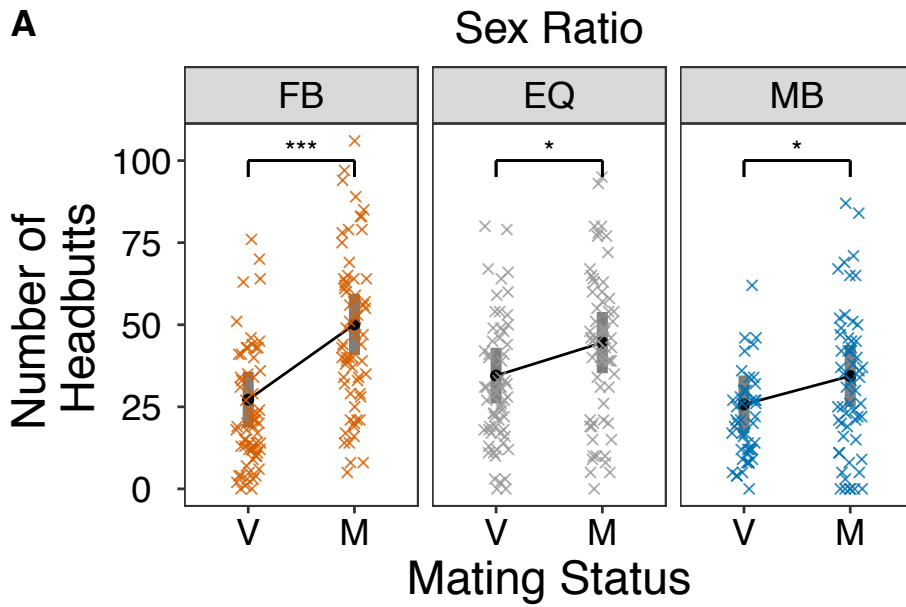 A
Sex Ratio
FB EQ MB
*** * *
Number of
Headbutts
100
75
50
25
0
V M V M V M
Mating Status